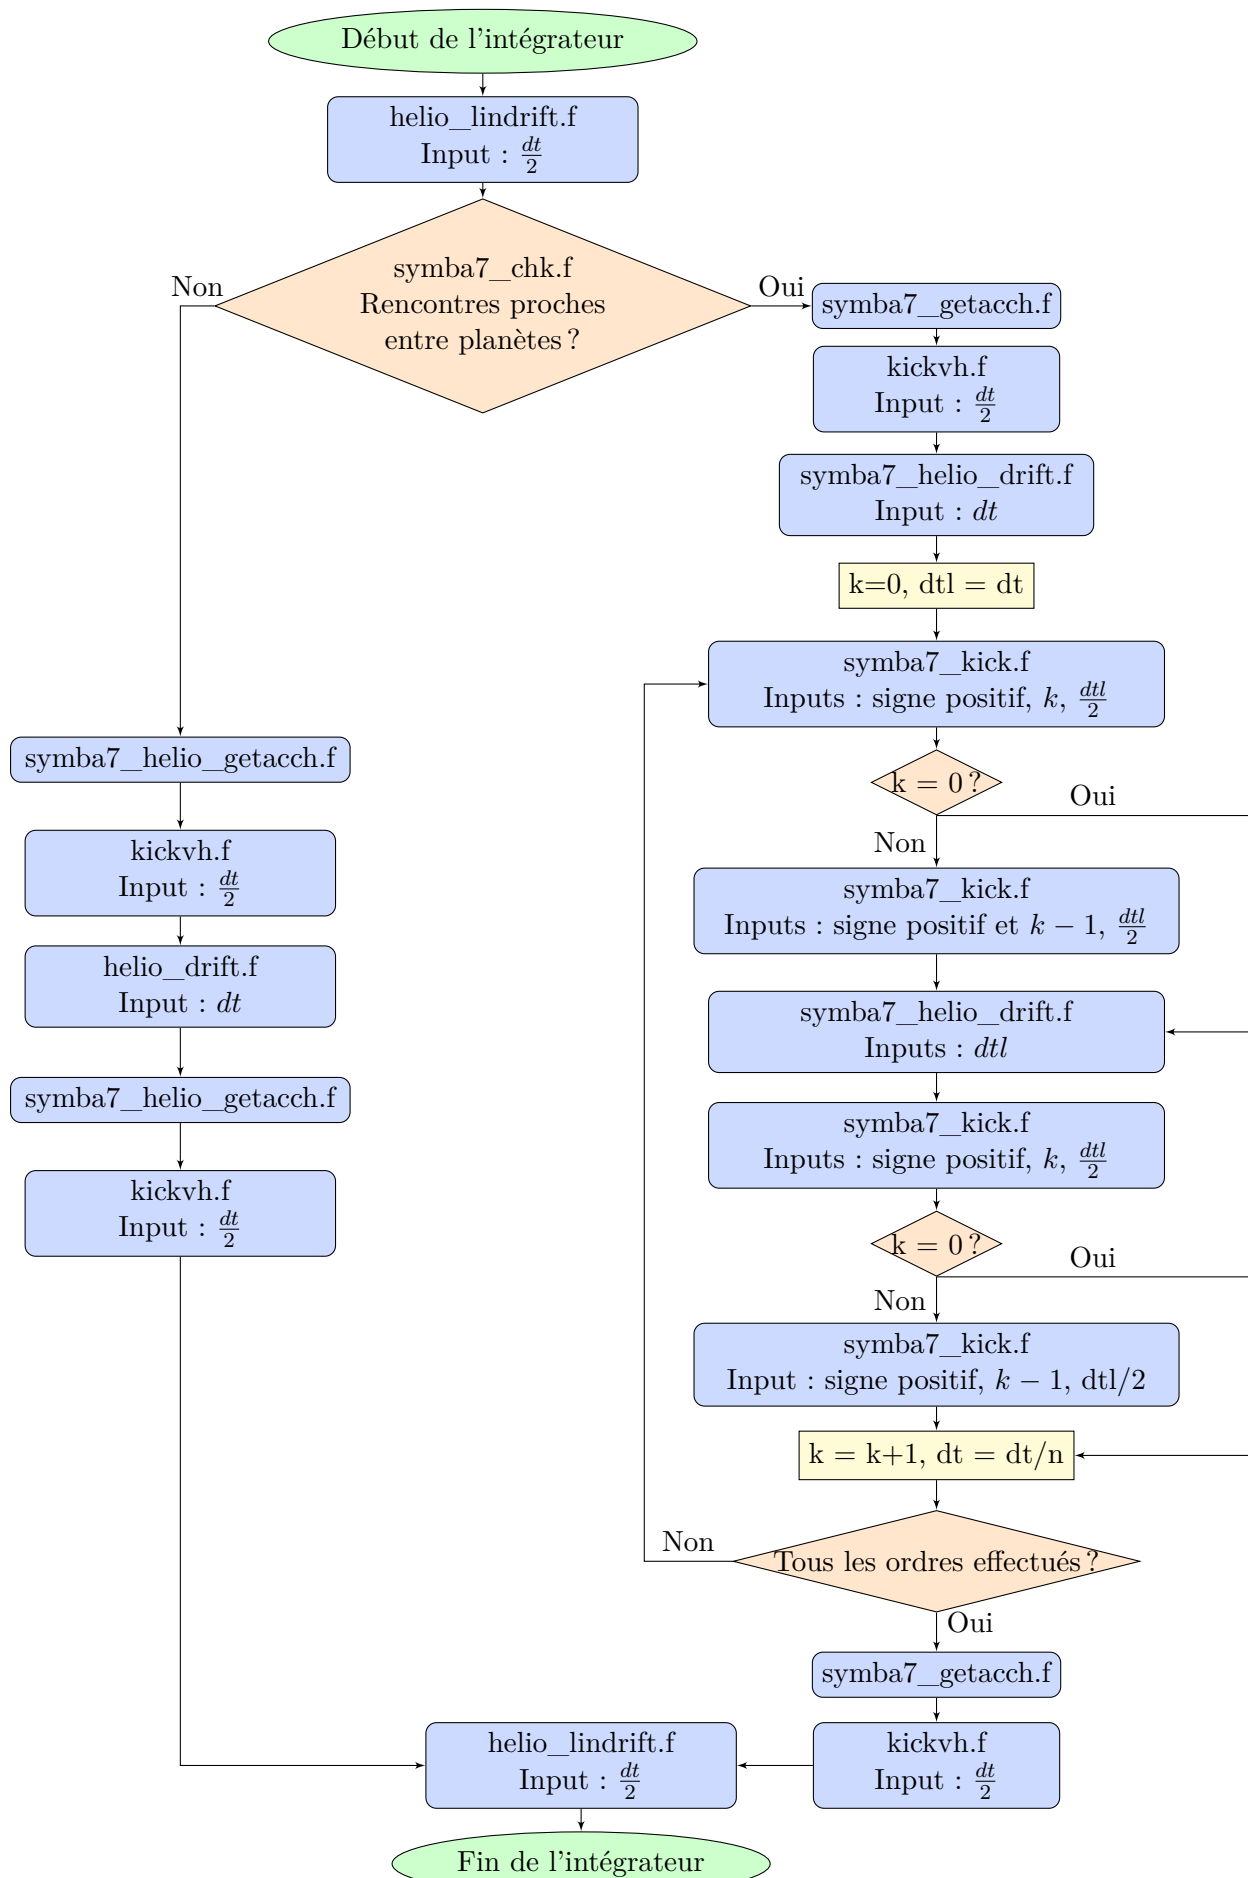 Début de l'intégrateur
helio_lindrift.f
Input : dt/2
symba7_chk.f
Rencontres proches
entre planètes ?
Non
Oui
symba7_getacch.f
kickvh.f
Input : dt/2
symba7_helio_drift.f
Input : dt
k=0, dtl = dt
symba7_kick.f
Inputs : signe positif, k, dtl/2
k = 0 ?
Oui
Non
symba7_kick.f
Inputs : signe positif et k − 1, dtl/2
symba7_helio_drift.f
Inputs : dtl
symba7_kick.f
Inputs : signe positif, k, dtl/2
k = 0 ?
Oui
Non
symba7_kick.f
Input : signe positif, k − 1, dtl/2
k = k+1, dt = dt/n
Tous les ordres effectués ?
Non
Oui
symba7_getacch.f
kickvh.f
Input : dt/2
symba7_helio_getacch.f
kickvh.f
Input : dt/2
helio_drift.f
Input : dt
symba7_helio_getacch.f
kickvh.f
Input : dt/2
helio_lindrift.f
Input : dt/2
Fin de l'intégrateur